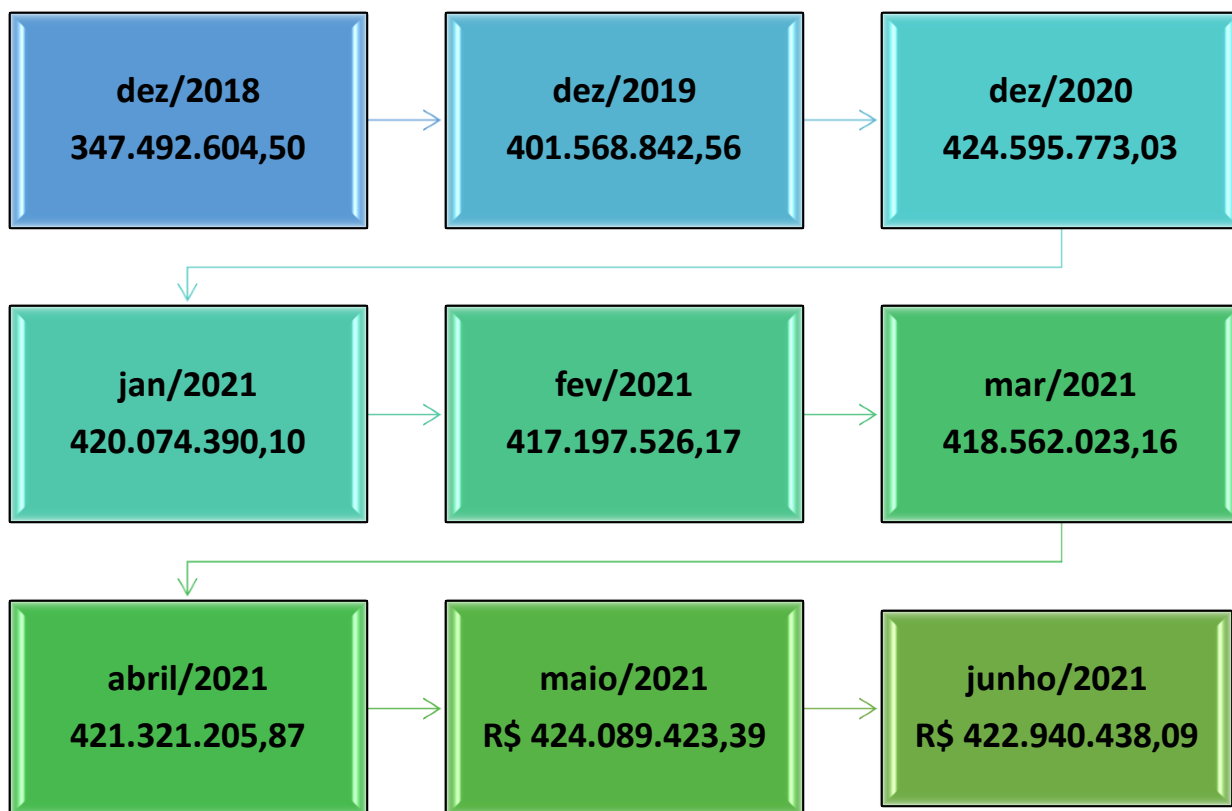 dez/2018
347.492.604,50
dez/2019
401.568.842,56
dez/2020
424.595.773,03
jan/2021
420.074.390,10
fev/2021
417.197.526,17
mar/2021
418.562.023,16
abril/2021
421.321.205,87
maio/2021
R$ 424.089.423,39
junho/2021
R$ 422.940.438,09